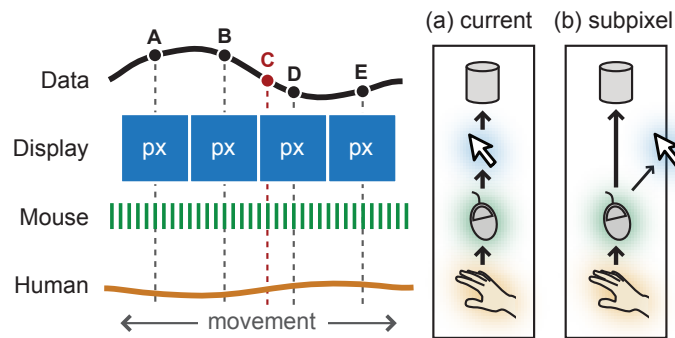 (a) current
(b) subpixel
A
B
C
D
E
Data
Display
px
px
px
px
Mouse
Human
movement